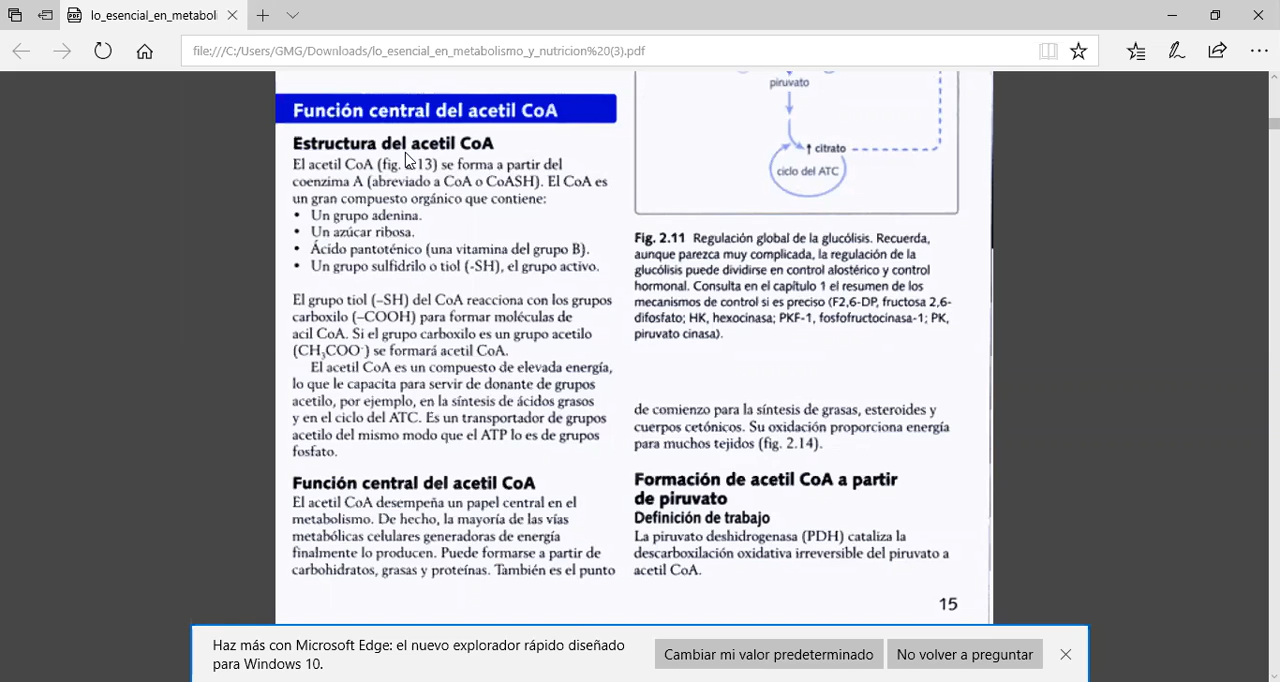 lo_esencial_en_metaboli
file:///C:/Users/GMG/Downloads/lo_esencial_en_metabolismo_y_nutricion%20(3).pdf
Función central del acetil CoA
Estructura del acetil CoA
El acetil CoA (fig. 2.13) se forma a partir del
coenzima A (abreviado a CoA o CoASH). El CoA es
un gran compuesto orgánico que contiene:
• Un grupo adenina.
• Un azúcar ribosa.
• Ácido pantoténico (una vitamina del grupo B).
• Un grupo sulfidrilo o tiol (-SH), el grupo activo.
El grupo tiol (–SH) del CoA reacciona con los grupos
carboxilo (–COOH) para formar moléculas de
acil CoA. Si el grupo carboxilo es un grupo acetilo
(CH₃COO⁻) se formará acetil CoA.
El acetil CoA es un compuesto de elevada energía,
lo que le capacita para servir de donante de grupos
acetilo, por ejemplo, en la síntesis de ácidos grasos
y en el ciclo del ATC. Es un transportador de grupos
acetilo del mismo modo que el ATP lo es de grupos
fosfato.
Función central del acetil CoA
El acetil CoA desempeña un papel central en el
metabolismo. De hecho, la mayoría de las vías
metabólicas celulares generadoras de energía
finalmente lo producen. Puede formarse a partir de
carbohidratos, grasas y proteínas. También es el punto
piruvato
↑ citrato
ciclo del ATC
Fig. 2.11 Regulación global de la glucólisis. Recuerda,
aunque parezca muy complicada, la regulación de la
glucólisis puede dividirse en control alostérico y control
hormonal. Consulta en el capítulo 1 el resumen de los
mecanismos de control si es preciso (F2,6-DP, fructosa 2,6-
difosfato; HK, hexocinasa; PKF-1, fosfofructocinasa-1; PK,
piruvato cinasa).
de comienzo para la síntesis de grasas, esteroides y
cuerpos cetónicos. Su oxidación proporciona energía
para muchos tejidos (fig. 2.14).
Formación de acetil CoA a partir
de piruvato
Definición de trabajo
La piruvato deshidrogenasa (PDH) cataliza la
descarboxilación oxidativa irreversible del piruvato a
acetil CoA.
15
Haz más con Microsoft Edge: el nuevo explorador rápido diseñado
para Windows 10.
Cambiar mi valor predeterminado
No volver a preguntar